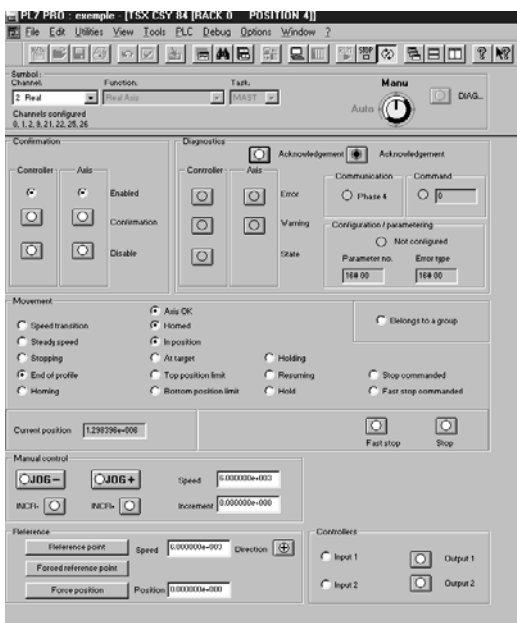 PL7 PRO : exemple - [TSX CSY 84 [RACK 0 POSITION 4]]
File Edit Utilities View Tools PLC Debug Options Window ?
Symbol:
Channel: Function: Task:
2 Real Real Axis MAST
Manu
Auto
DIAG...
Channels configured
0, 1, 2, 9, 21, 22, 25, 26
Confirmation
Controller Axis
Enabled
Confirmation
Disable
Diagnostics
Acknowledgement Acknowledgement
Controller Axis
Error
Warning
State
Communication
Phase 4
Command
0
Configuration / parametering
Not configured
Parameter no. Error type
16# 00 16# 00
Movement
Axis OK
Speed transition Homed
Belongs to a group
Steady speed In position
Stopping At target Holding
End of profile Top position limit Resuming Stop commanded
Homing Bottom position limit Hold Fast stop commanded
Current position 1.298396e+006
Fast stop Stop
Manual control
JOG - JOG +
Speed 6.000000e+003
INCR- INCR+
Increment 0.000000e+000
Reference
Reference point Speed 6.000000e+003 Direction
Forced reference point
Force position Position 0.000000e+000
Controllers
Input 1 Output 1
Input 2 Output 2